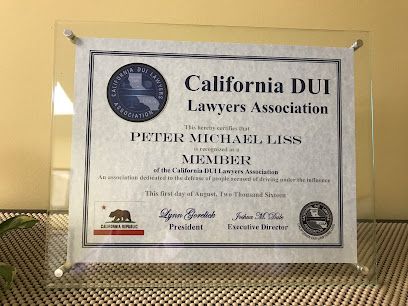 CALIFORNIA DUI LAWYERS
ASSOCIATION
California DUI
Lawyers Association
This hereby certifies that
PETER MICHAEL LISS
is recognized as a
MEMBER
of the California DUI Lawyers Association
An association dedicated to the defense of people accused of driving under the influence
This first day of August, Two Thousand Sixteen
CALIFORNIA REPUBLIC
Lynn Gorelick
President
Joshua M. Dale
Executive Director